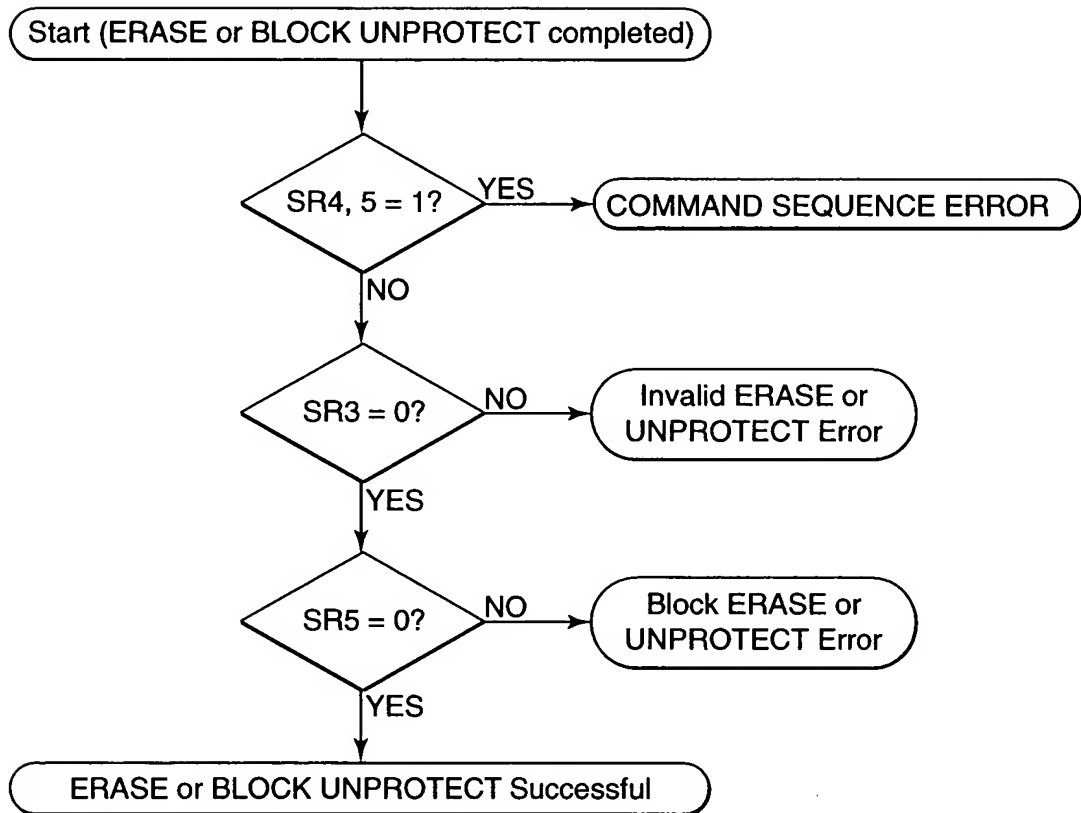 Start (ERASE or BLOCK UNPROTECT completed)
SR4, 5 = 1?
YES
COMMAND SEQUENCE ERROR
NO
SR3 = 0?
NO
Invalid ERASE or
UNPROTECT Error
YES
SR5 = 0?
NO
Block ERASE or
UNPROTECT Error
YES
ERASE or BLOCK UNPROTECT Successful